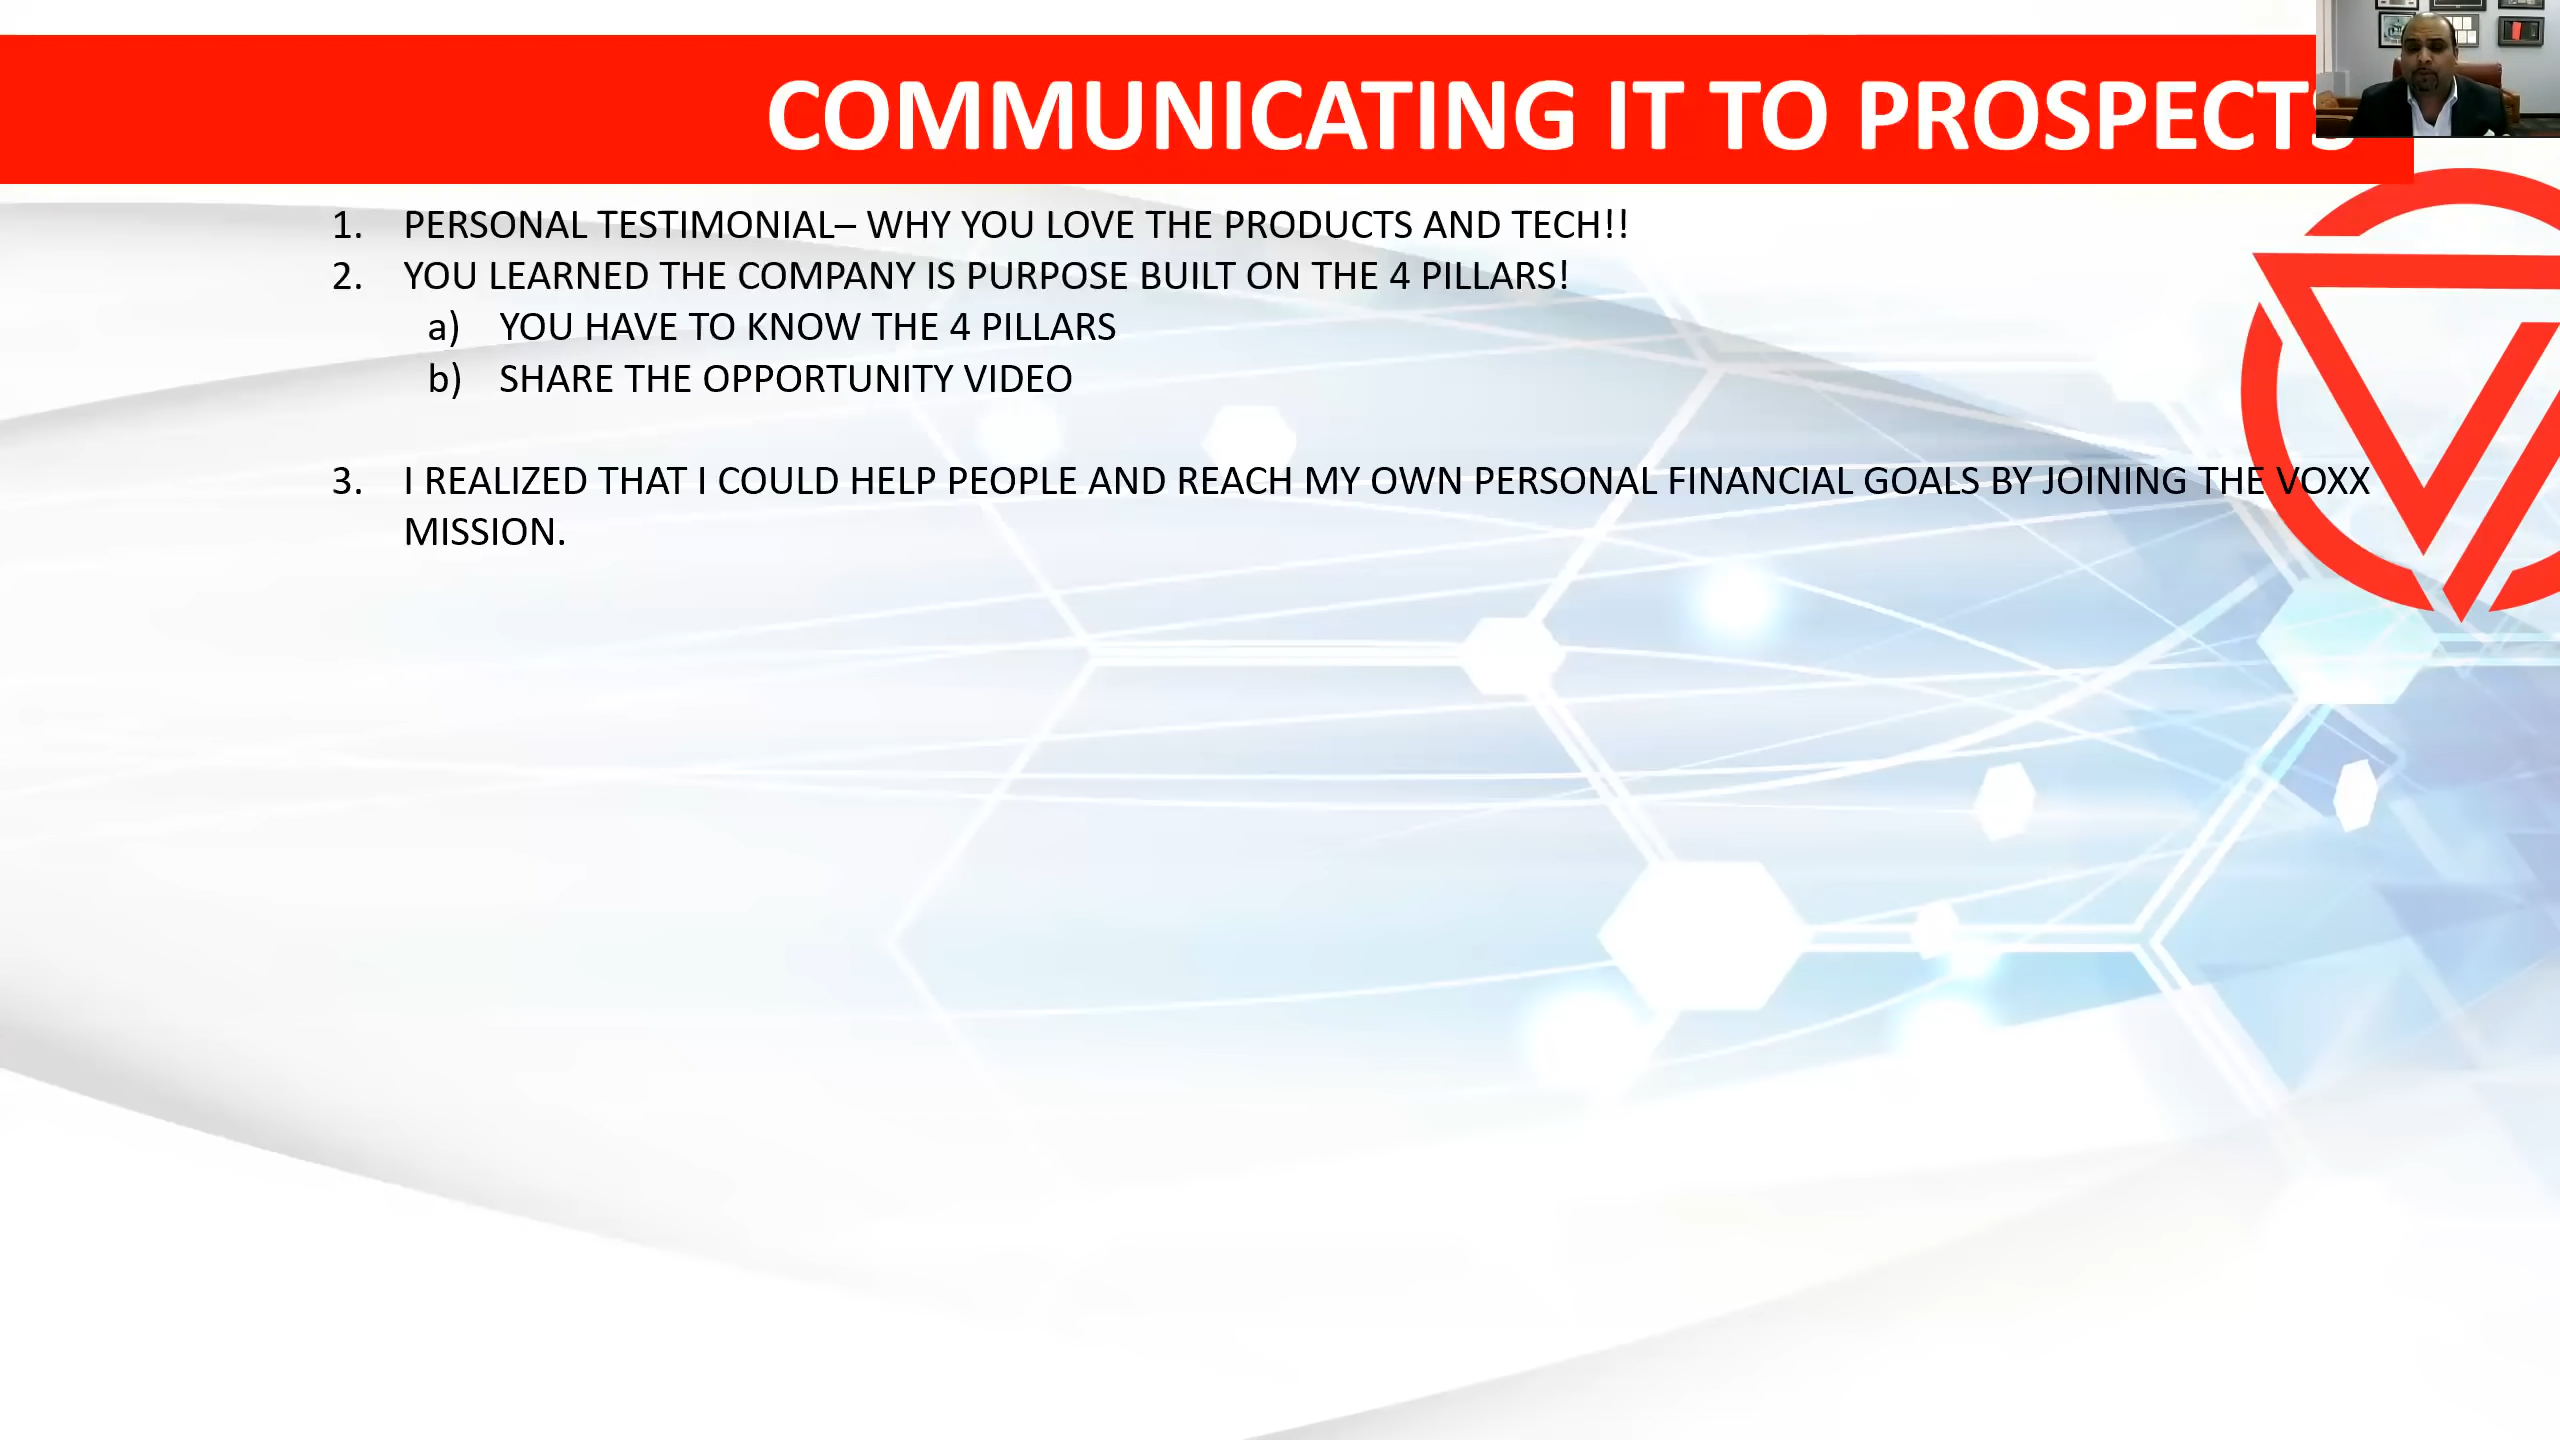 COMMUNICATING IT TO PROSPECTS
1. PERSONAL TESTIMONIAL– WHY YOU LOVE THE PRODUCTS AND TECH!!
2. YOU LEARNED THE COMPANY IS PURPOSE BUILT ON THE 4 PILLARS!
a) YOU HAVE TO KNOW THE 4 PILLARS
b) SHARE THE OPPORTUNITY VIDEO
3. I REALIZED THAT I COULD HELP PEOPLE AND REACH MY OWN PERSONAL FINANCIAL GOALS BY JOINING THE VOXX
MISSION.